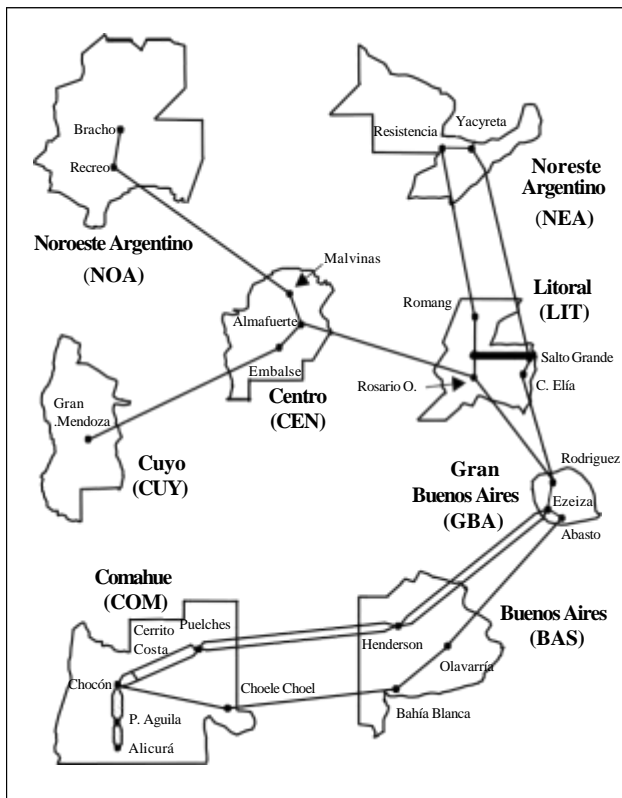 Bracho
Recreo
Noroeste Argentino
(NOA)
Resistencia
Yacyreta
Noreste
Argentino
(NEA)
Malvinas
Almafuerte
Embalse
Centro
(CEN)
Romang
Litoral
(LIT)
Salto Grande
Rosario O.
C. Elía
Gran
.Mendoza
Cuyo
(CUY)
Gran
Buenos Aires
(GBA)
Rodriguez
Ezeiza
Abasto
Comahue
(COM)
Cerrito
Costa
Puelches
Chocón
Choele Choel
P. Aguila
Alicurá
Henderson
Olavarría
Bahía Blanca
Buenos Aires
(BAS)